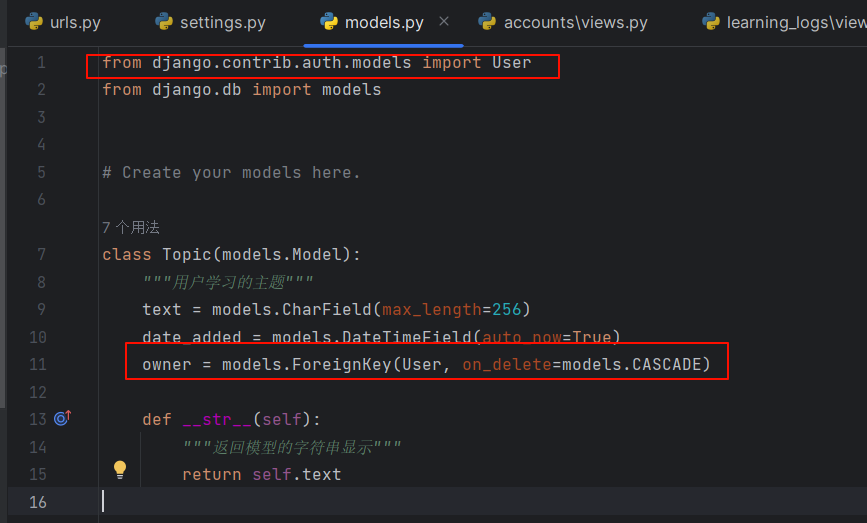 urls.py settings.py models.py accounts\views.py learning_logs\view
1 from django.contrib.auth.models import User
2 from django.db import models
3
4
5 # Create your models here.
6
7 个用法
7 class Topic(models.Model):
8 """用户学习的主题"""
9 text = models.CharField(max_length=256)
10 date_added = models.DateTimeField(auto_now=True)
11 owner = models.ForeignKey(User, on_delete=models.CASCADE)
12
13 def __str__(self):
14 """返回模型的字符串显示"""
15 return self.text
16